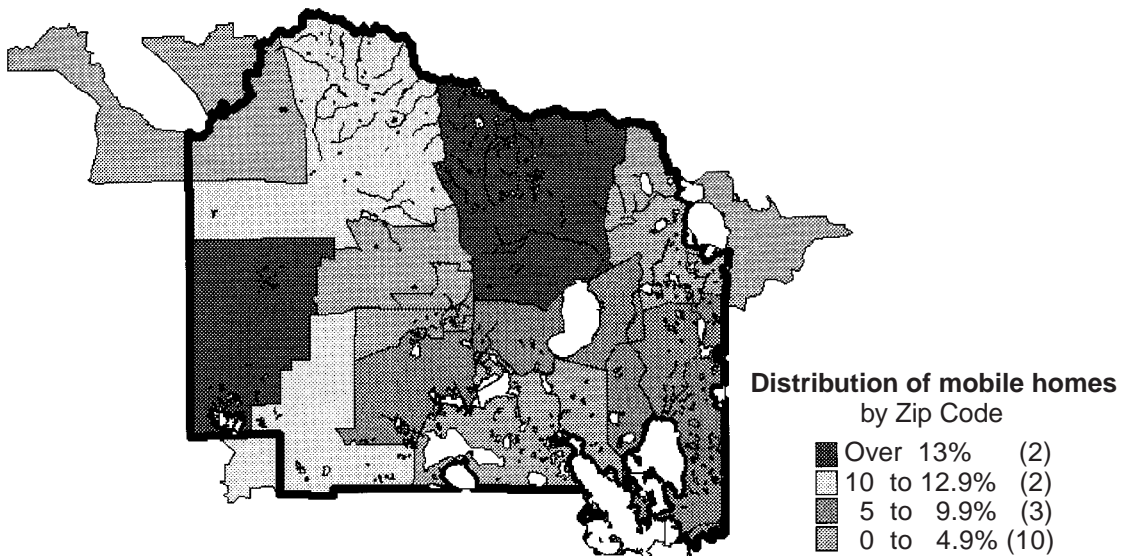 Distribution of mobile homes
by Zip Code
Over 13% (2)
10 to 12.9% (2)
5 to 9.9% (3)
0 to 4.9% (10)